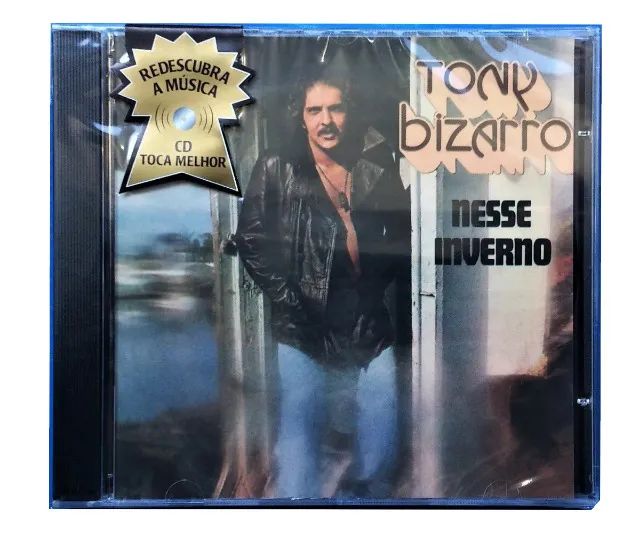 REDESCUBRA
A MÚSICA
CD
TOCA MELHOR
TONY
bizarro
NESSE
INVERNO